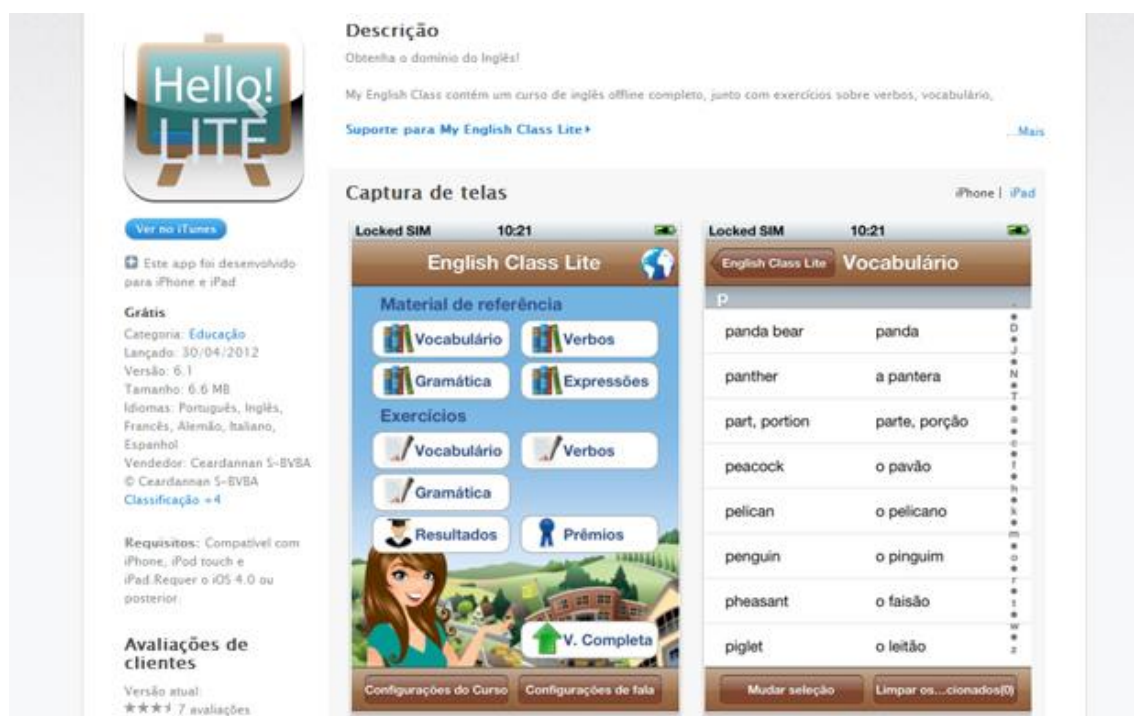 Hello!
LITE
Ver no iTunes
Este app foi desenvolvido
para iPhone e iPad
Grátis
Categoria: Educação
Lançado: 30/04/2012
Versão: 6.1
Tamanho: 6.6 MB
Idiomas: Português, Inglês,
Francês, Alemão, Italiano,
Espanhol
Vendedor: Ceardannan S-BVBA
© Ceardannan S-BVBA
Classificação +4
Requisitos: Compatível com
iPhone, iPod touch e
iPad.Requer o iOS 4.0 ou
posterior.
Avaliações de
clientes
Versão atual:
7 avaliações
Descrição
Obtenha o domínio do Inglês!
My English Class contém um curso de inglês offline completo, junto com exercícios sobre verbos, vocabulário,
Suporte para My English Class Lite
...Mais
Captura de telas
iPhone | iPad
Locked SIM 10:21
English Class Lite
Material de referência
Vocabulário Verbos
Gramática Expressões
Exercícios
Vocabulário Verbos
Gramática
Resultados Prêmios
V. Completa
Configurações do Curso Configurações de fala
Locked SIM 10:21
English Class Lite Vocabulário
p
panda bear panda
panther a pantera
part, portion parte, porção
peacock o pavão
pelican o pelicano
penguin o pinguim
pheasant o faisão
piglet o leitão
Mudar seleção Limpar os...cionados(0)